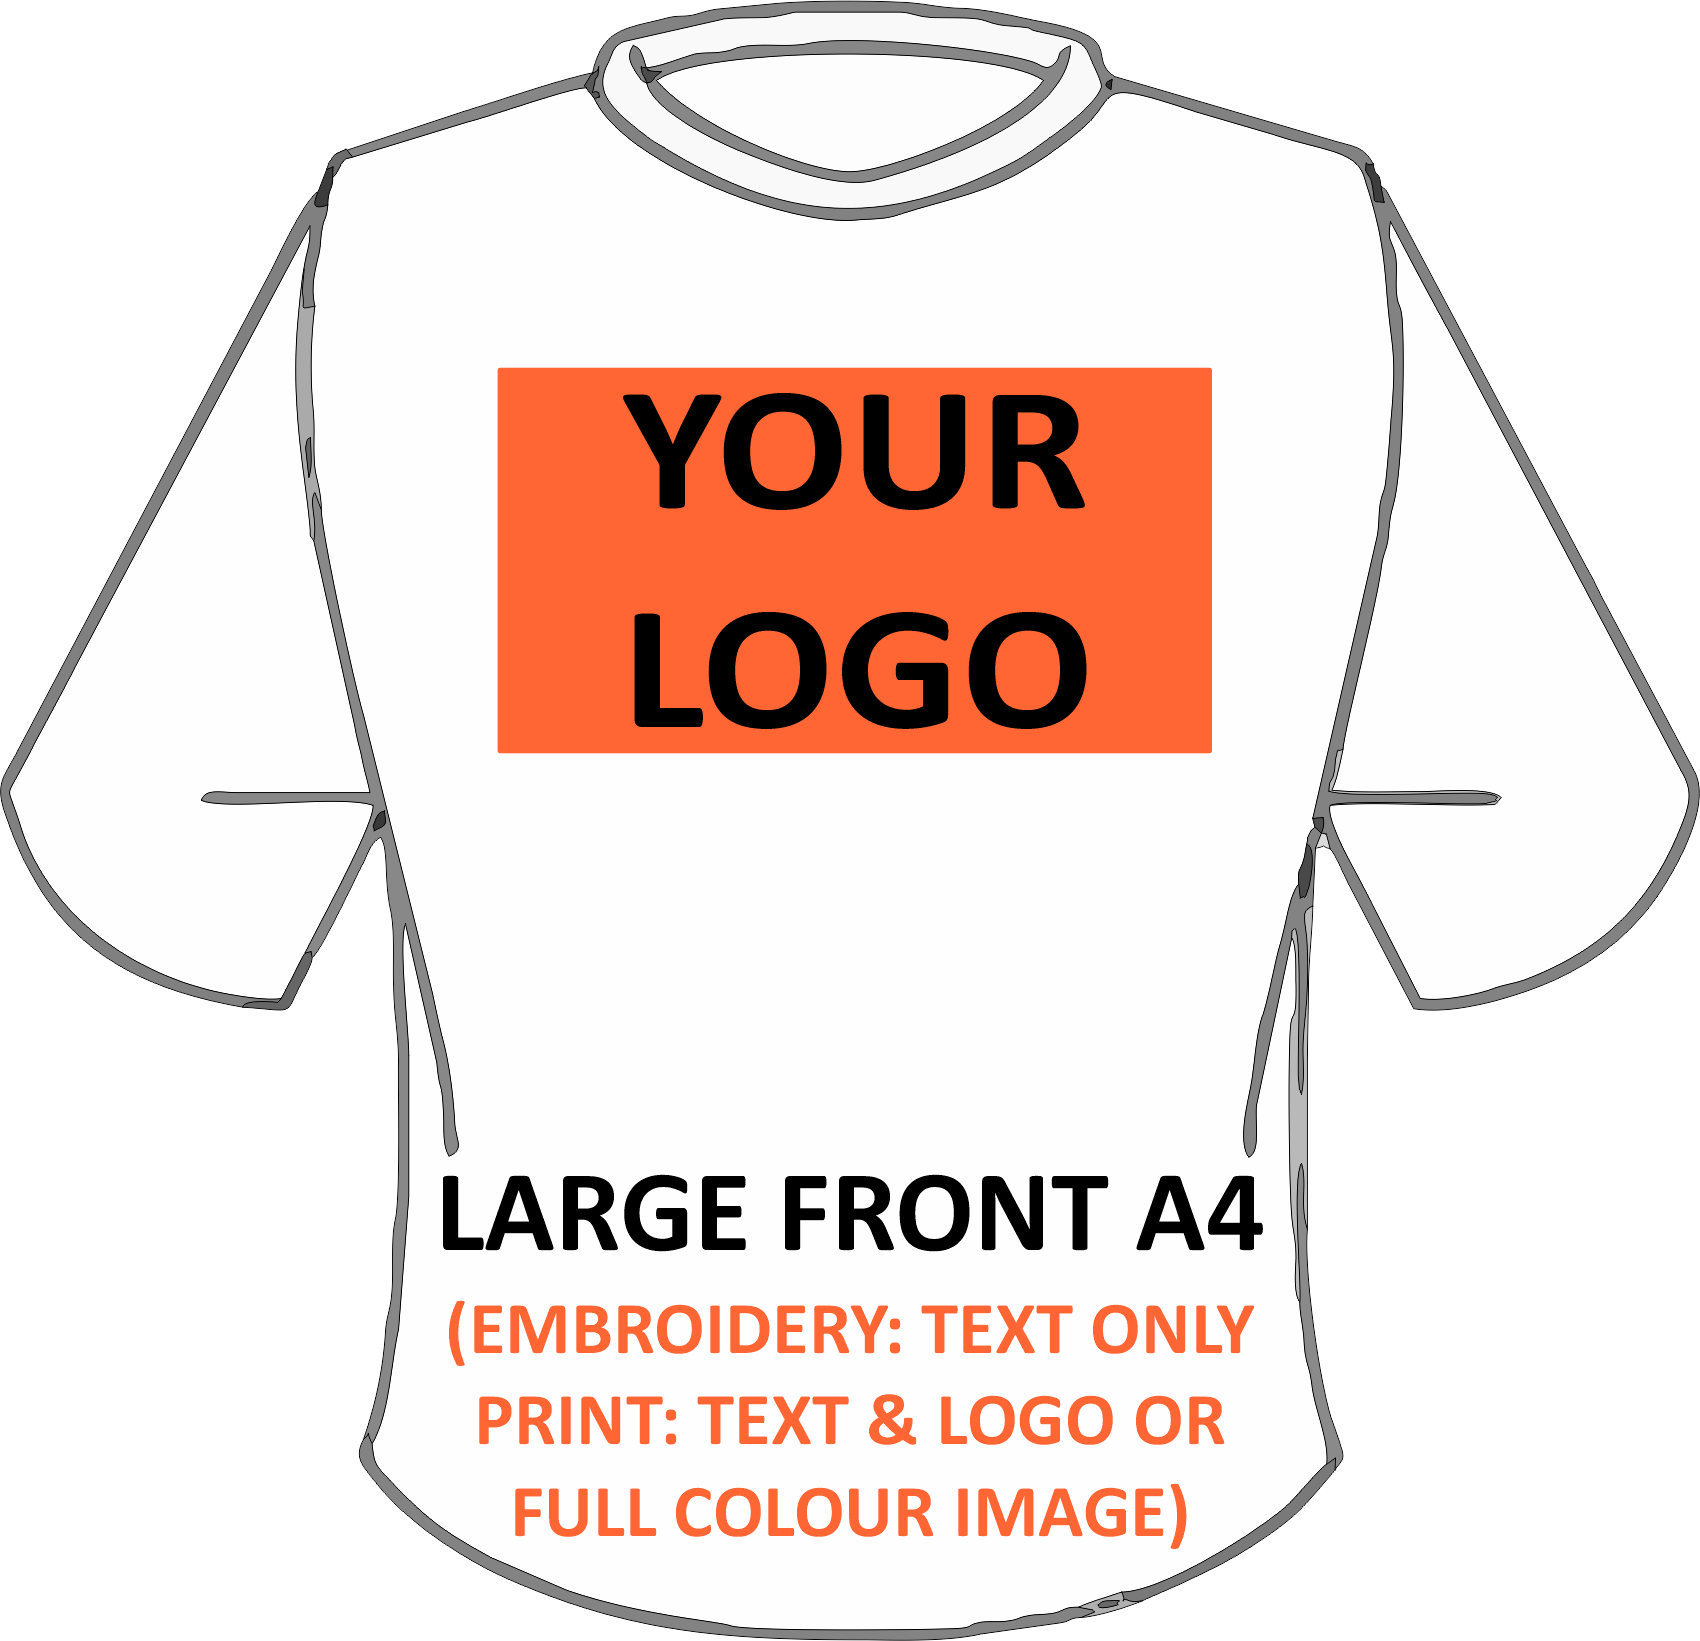 YOUR
LOGO
LARGE FRONT A4
(EMBROIDERY: TEXT ONLY
PRINT: TEXT & LOGO OR
FULL COLOUR IMAGE)